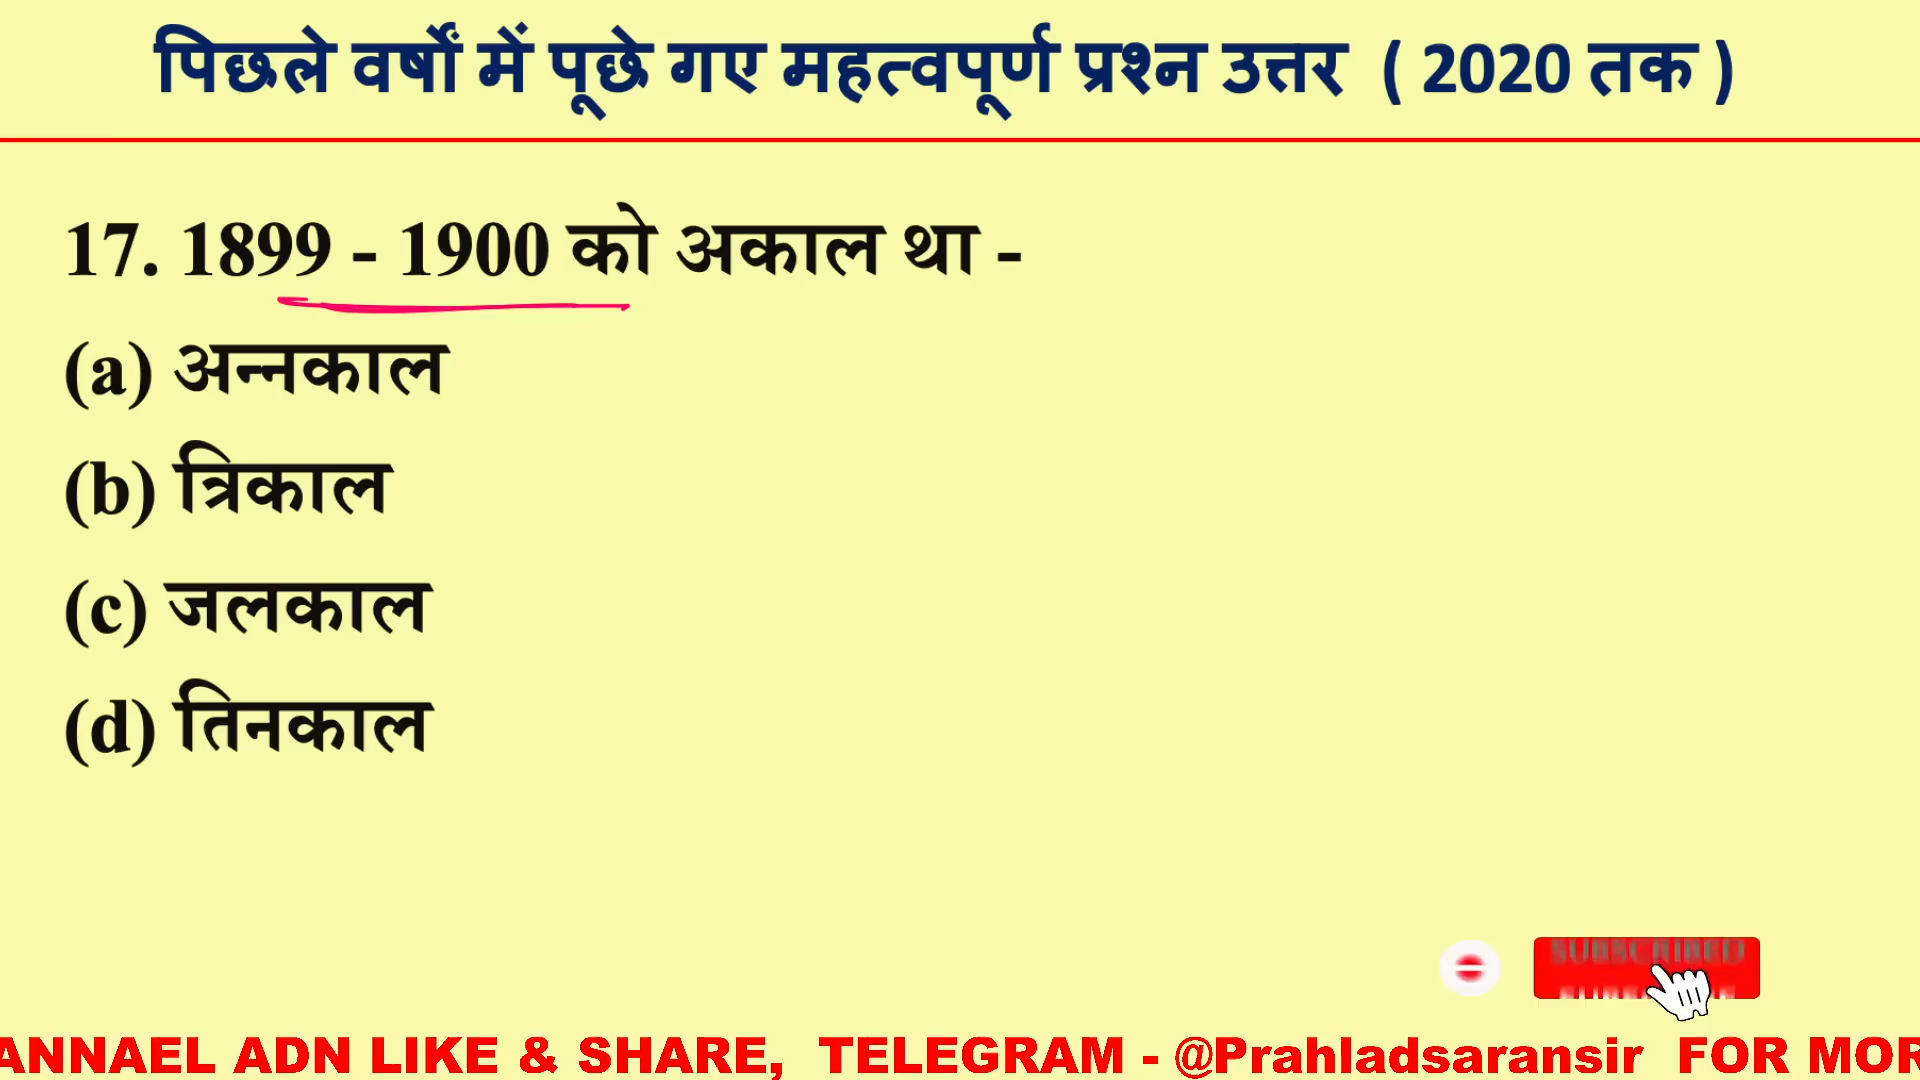 पिछले वर्षों में पूछे गए महत्वपूर्ण प्रश्न उत्तर ( 2020 तक )
17. 1899 - 1900 को अकाल था -
(a) अन्नकाल
(b) त्रिकाल
(c) जलकाल
(d) तिनकाल
SUBSCRIBED
ANNAEL ADN LIKE & SHARE, TELEGRAM - @Prahladsaransir FOR MOR